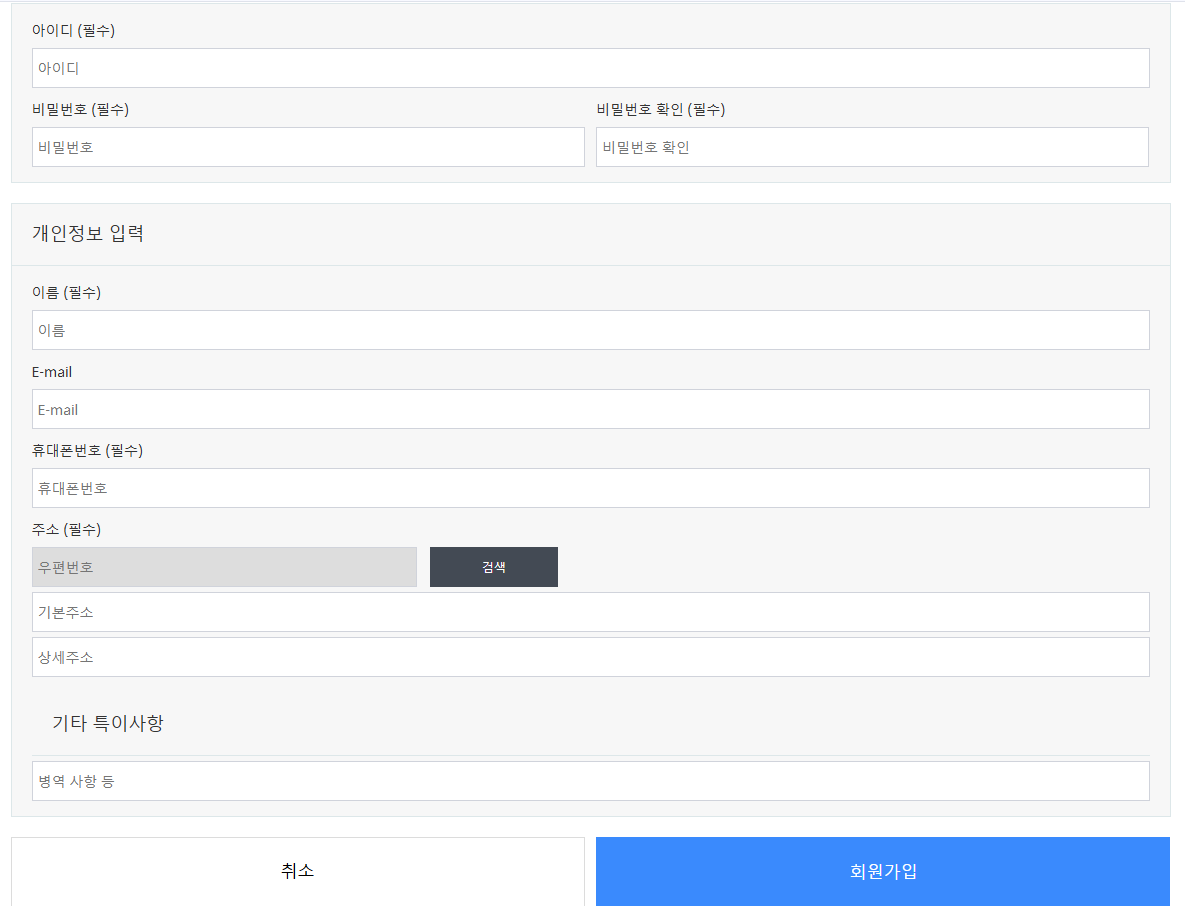 아이디 (필수)
아이디
비밀번호 (필수) 비밀번호 확인 (필수)
비밀번호 비밀번호 확인
개인정보 입력
이름 (필수)
이름
E-mail
E-mail
휴대폰번호 (필수)
휴대폰번호
주소 (필수)
우편번호 검색
기본주소
상세주소
기타 특이사항
병역 사항 등
취소 회원가입